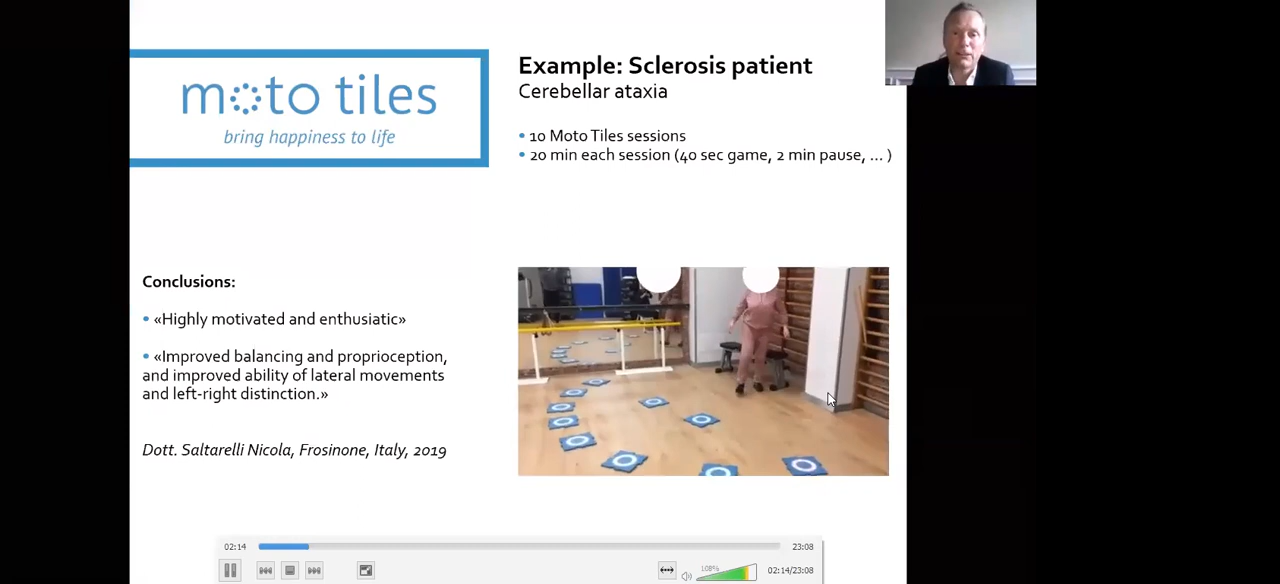 moto tiles
bring happiness to life
Example: Sclerosis patient
Cerebellar ataxia
• 10 Moto Tiles sessions
• 20 min each session (40 sec game, 2 min pause, ... )
Conclusions:
• «Highly motivated and enthusiatic»
• «Improved balancing and proprioception,
and improved ability of lateral movements
and left-right distinction.»
Dott. Saltarelli Nicola, Frosinone, Italy, 2019
02:14
23:08
108%
02:14/23:08